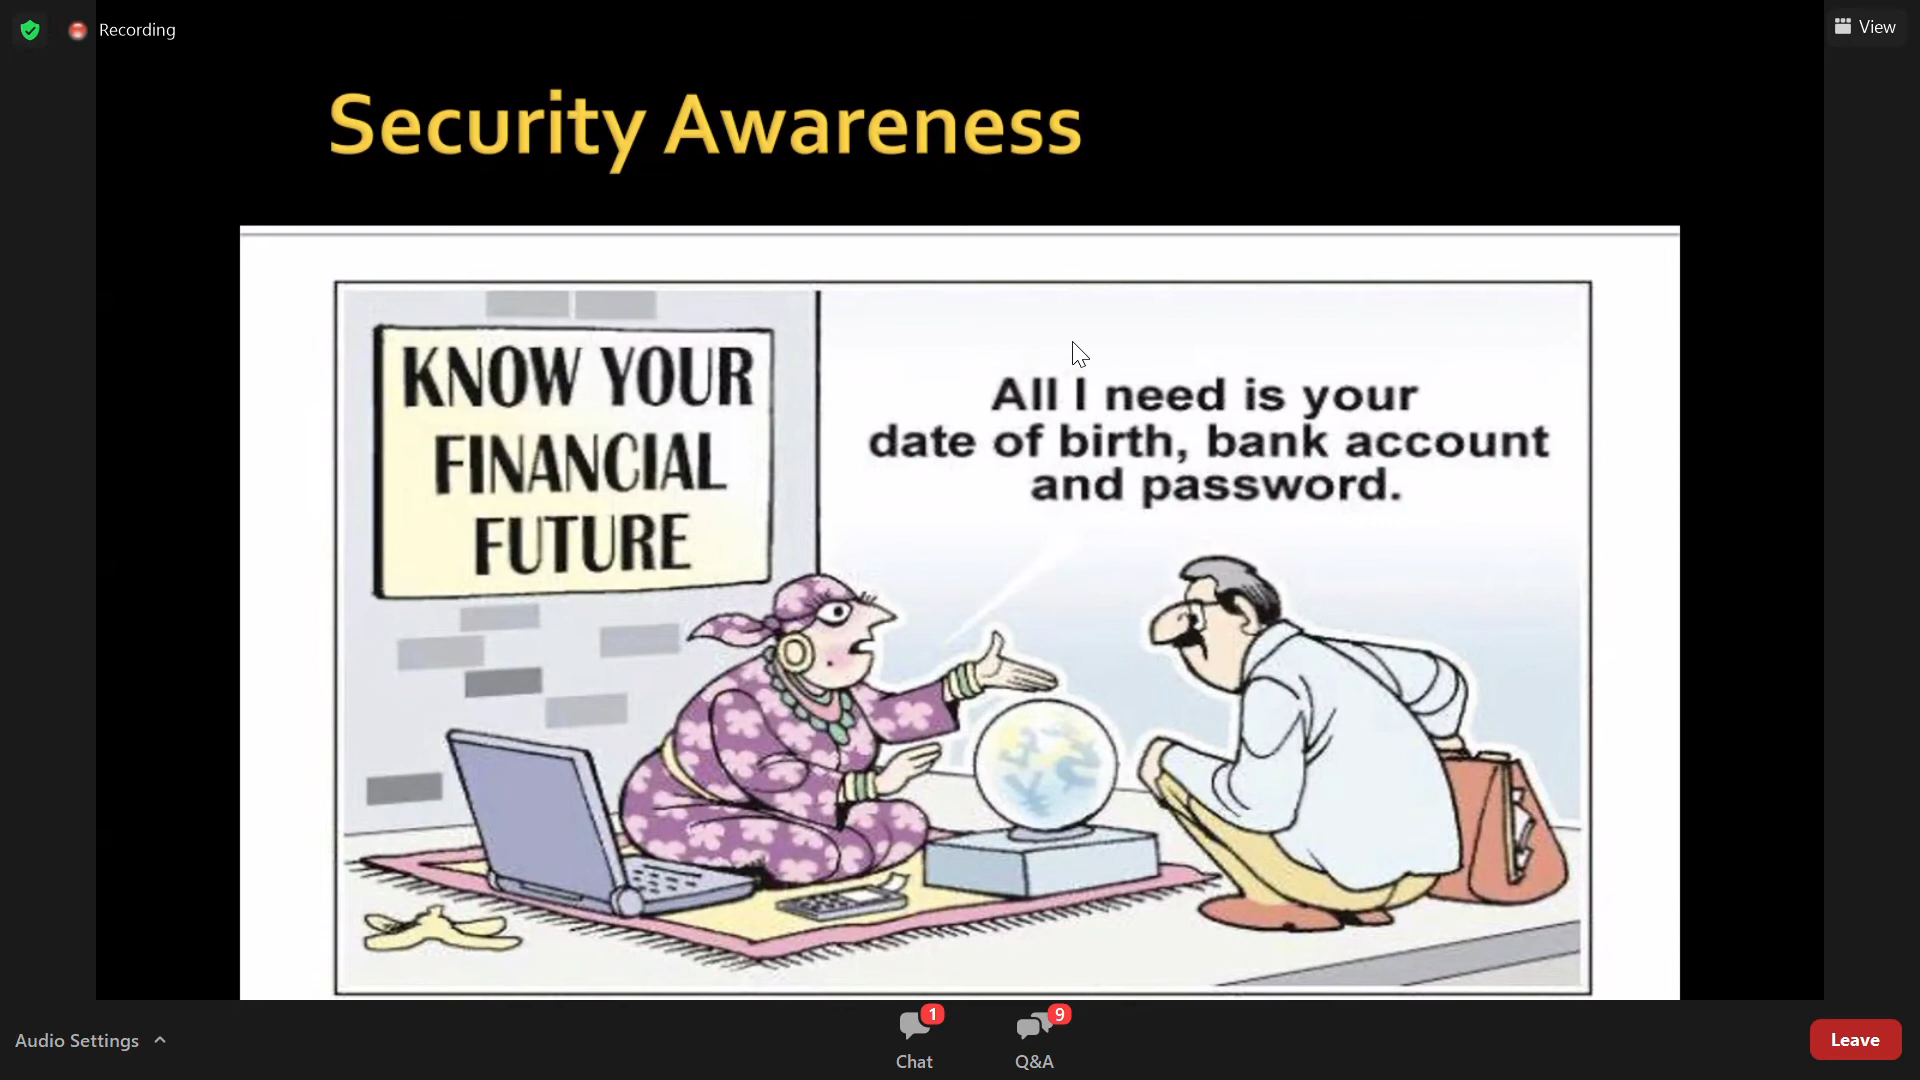 Recording
View
Security Awareness
KNOW YOUR
FINANCIAL
FUTURE
All I need is your
date of birth, bank account
and password.
Audio Settings
1
Chat
9
Q&A
Leave